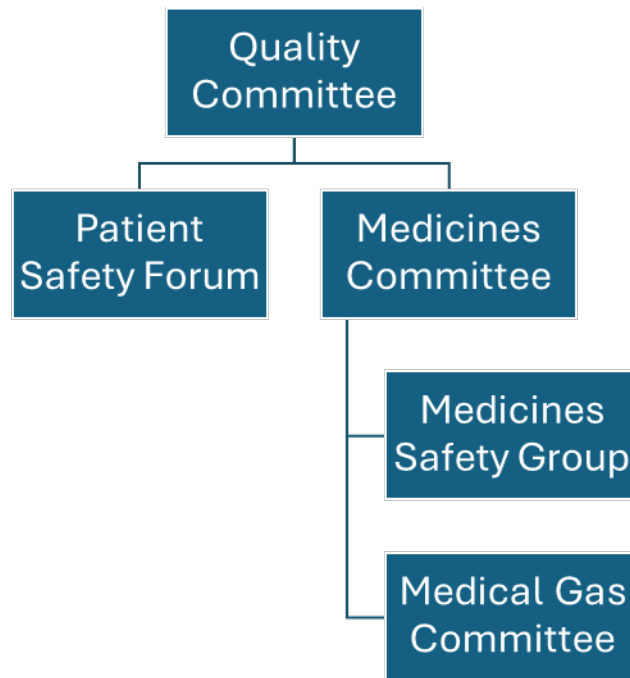 Quality
Committee
Patient
Safety Forum
Medicines
Committee
Medicines
Safety Group
Medical Gas
Committee